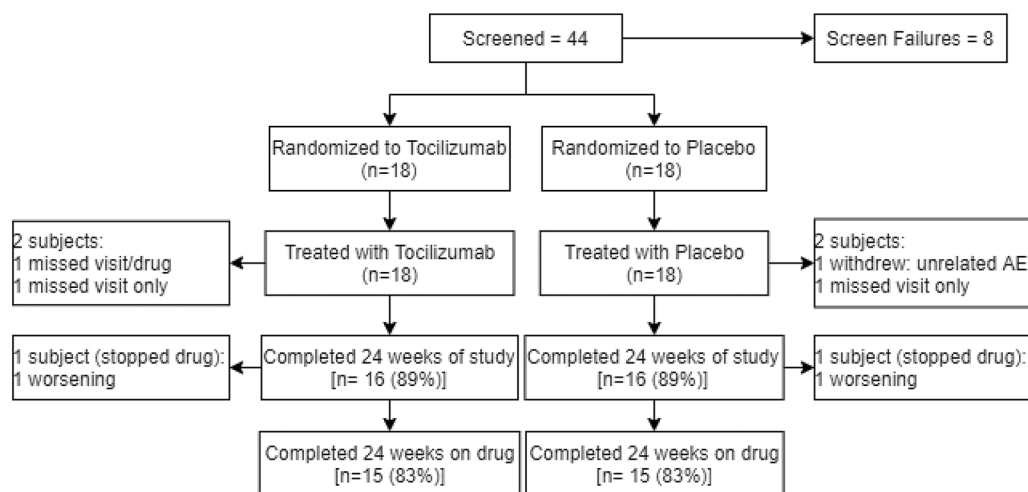 Screened = 44
Screen Failures = 8
Randomized to Tocilizumab
(n=18)
Randomized to Placebo
(n=18)
2 subjects:
1 missed visit/drug
1 missed visit only
Treated with Tocilizumab
(n=18)
Treated with Placebo
(n=18)
2 subjects:
1 withdrew: unrelated AE
1 missed visit only
1 subject (stopped drug):
1 worsening
Completed 24 weeks of study
[n= 16 (89%)]
Completed 24 weeks of study
[n=16 (89%)]
1 subject (stopped drug):
1 worsening
Completed 24 weeks on drug
[n=15 (83%)]
Completed 24 weeks on drug
[n= 15 (83%)]